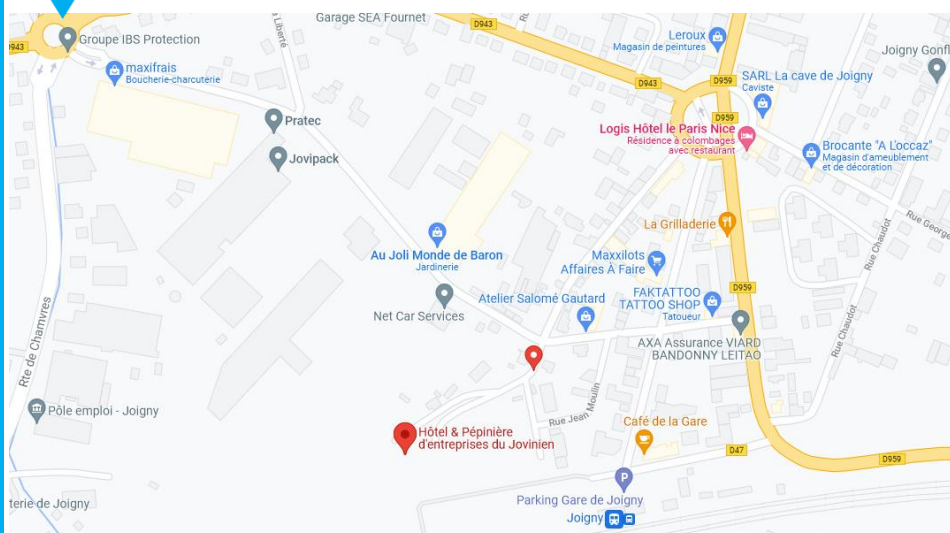 Garage SEA Fournet
la Liberté
D943
Groupe IBS Protection
D943
Leroux
Magasin de peintures
Joigny Gonfl
maxifrais
Boucherie-charcuterie
D943
D959
SARL La cave de Joigny
Caviste
Pratec
D959
Logis Hôtel le Paris Nice
Résidence à colombages
avec restaurant
Brocante "A L'occaz"
Magasin d'ameublement
et de décoration
Jovipack
Rue George
La Grilladerie
Rue Chaudot
Au Joli Monde de Baron
Jardinerie
Maxxilots
Affaires À Faire
D959
Atelier Salomé Gautard
FAKTATTOO
TATTOO SHOP
Tatoueur
Net Car Services
Rue Chaudot
AXA Assurance VIARD
BANDONNY LEITAO
Rte de Chamvres
Pôle emploi - Joigny
Rue Jean Moulin
Café de la Gare
Hôtel & Pépinière
d'entreprises du Jovinien
D47
D959
P
Parking Gare de Joigny
terie de Joigny
Joigny